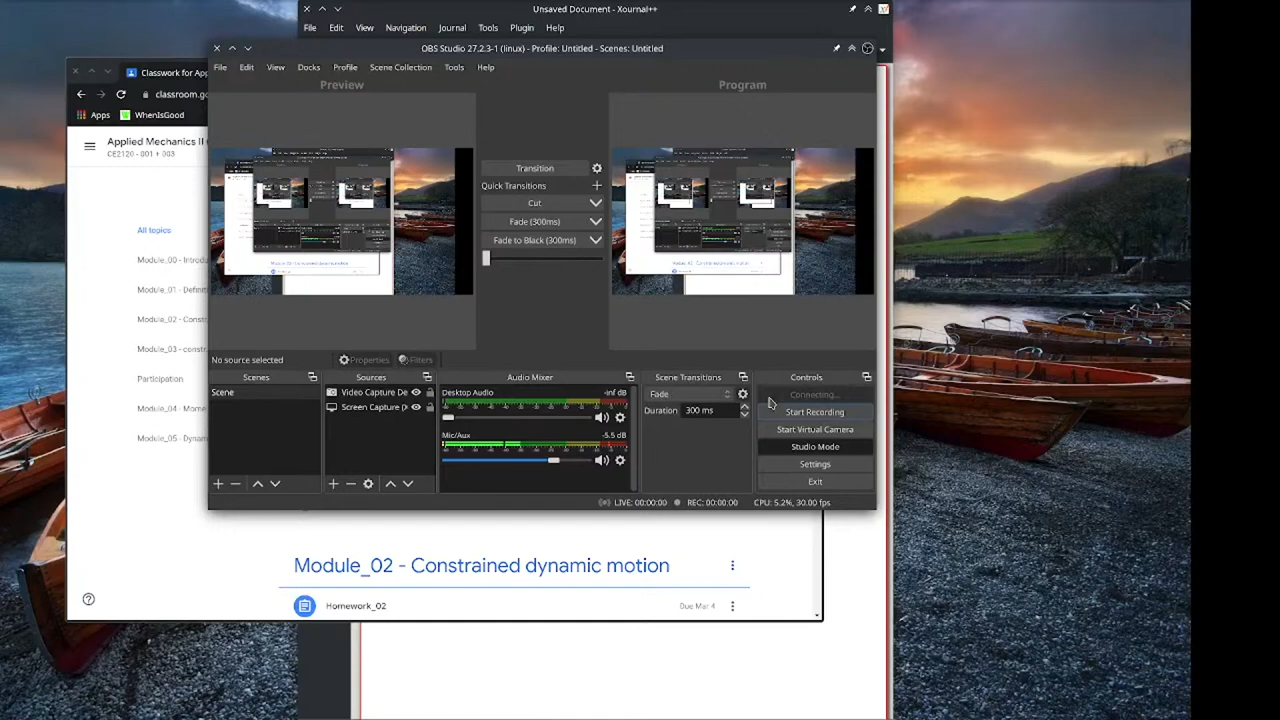 Unsaved Document - Xournal++
File Edit View Navigation Journal Tools Plugin Help
OBS Studio 27.2.3-1 (linux) - Profile: Untitled - Scenes: Untitled
File Edit View Docks Profile Scene Collection Tools Help
Classwork for App
classroom.go
Apps WhenIsGood
Applied Mechanics II
CE2120 - 001 + 003
All topics
Module_00 - Introdu
Module_01 - Definiti
Module_02 - Constr
Module_03 - constr
Participation
Module_04 - Mome
Module_05 - Dynam
Preview
Program
Transition
Quick Transitions
Cut
Fade (300ms)
Fade to Black (300ms)
No source selected
Properties
Filters
Scenes
Sources
Audio Mixer
Scene Transitions
Controls
Scene
Video Capture De
Screen Capture (
Desktop Audio -inf dB
Mic/Aux -5.5 dB
Fade
Duration 300 ms
Connecting...
Start Recording
Start Virtual Camera
Studio Mode
Settings
Exit
LIVE: 00:00:00 REC: 00:00:00 CPU: 5.2%, 30.00 fps
Module_02 - Constrained dynamic motion
Homework_02 Due Mar 4